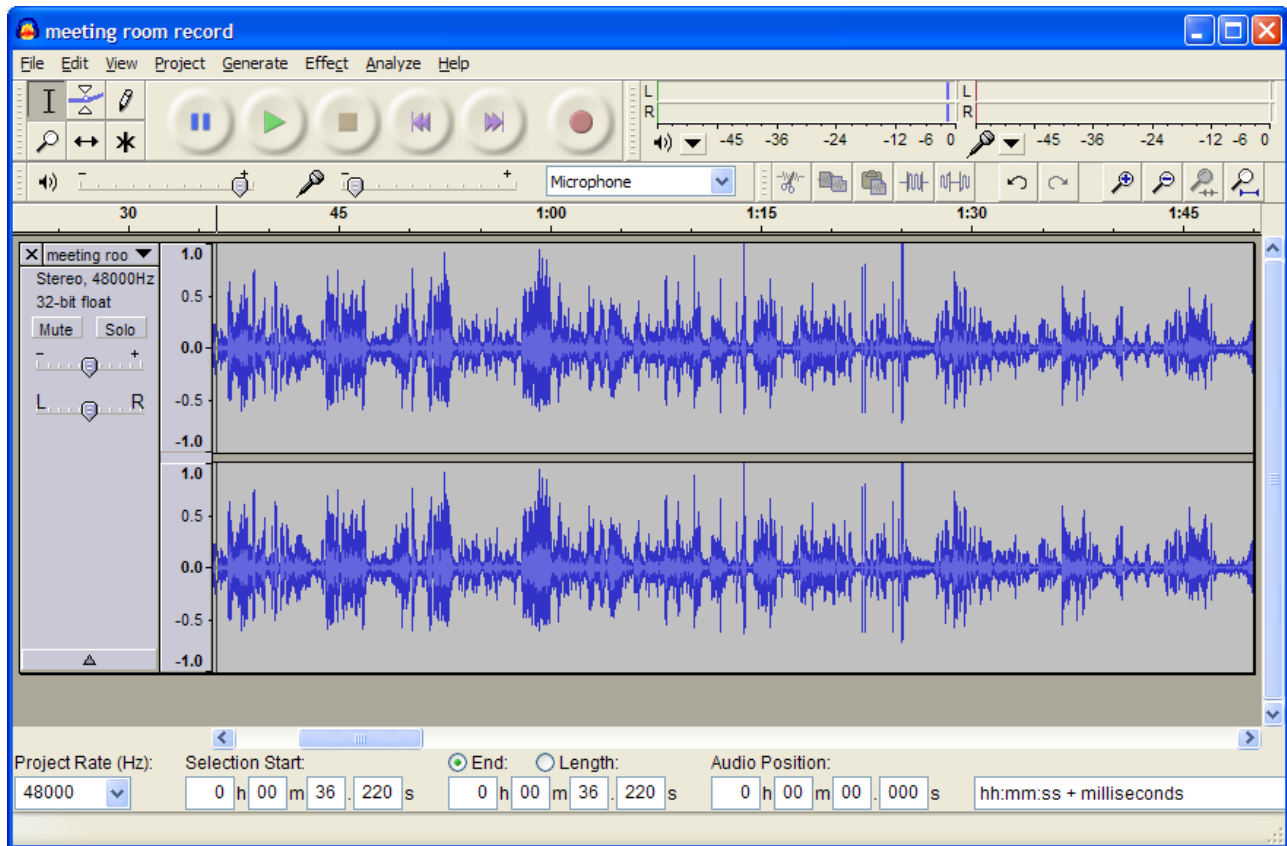 meeting room record
File Edit View Project Generate Effect Analyze Help
L L
R R
-45 -36 -24 -12 -6 0 -45 -36 -24 -12 -6 0
- + - + Microphone
30 45 1:00 1:15 1:30 1:45
meeting roo
Stereo, 48000Hz
32-bit float
Mute Solo
- +
L R
1.0
0.5
0.0
-0.5
-1.0
1.0
0.5
0.0
-0.5
-1.0
Project Rate (Hz): Selection Start: End: Length: Audio Position:
48000 0 h 00 m 36 . 220 s 0 h 00 m 36 . 220 s 0 h 00 m 00 . 000 s hh:mm:ss + milliseconds